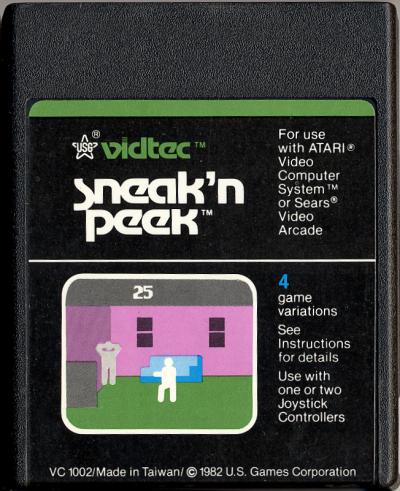 USG® vidtec™
sneak'n
peek™
For use
with ATARI®
Video
Computer
System™
or Sears®
Video
Arcade
25
4
game
variations
See
Instructions
for details
Use with
one or two
Joystick
Controllers
VC 1002/Made in Taiwan/ © 1982 U.S. Games Corporation